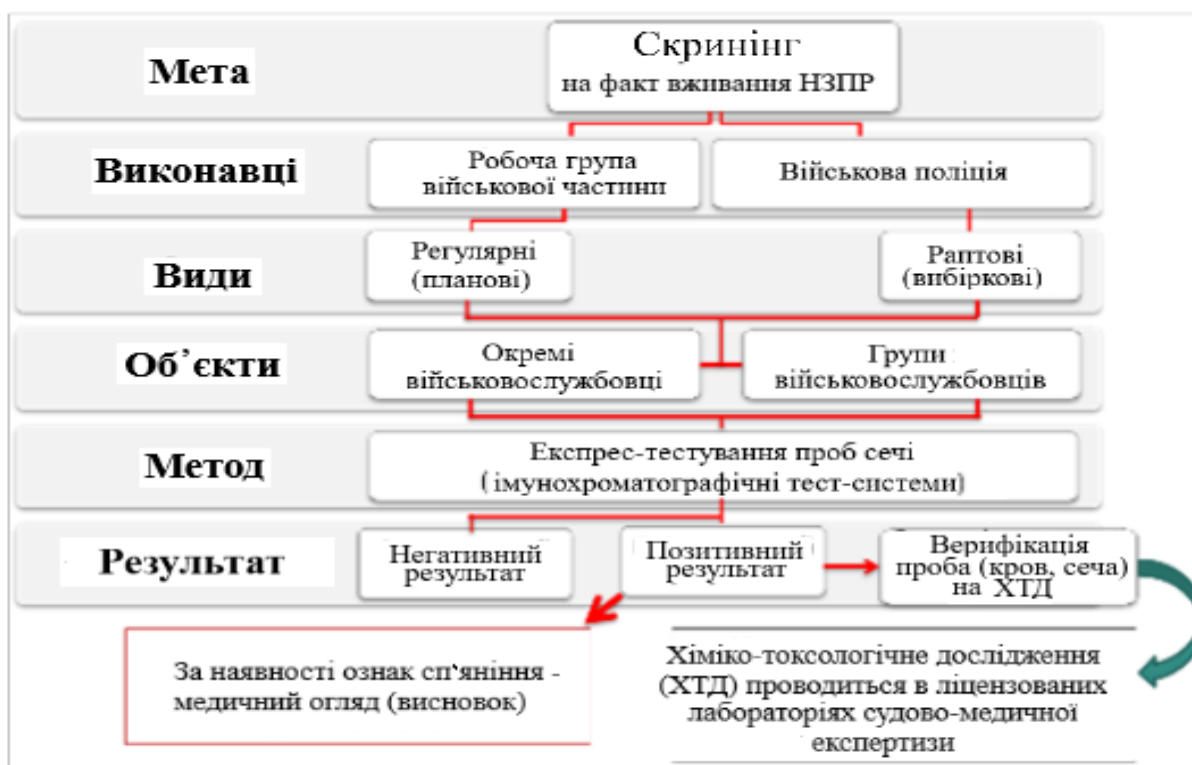 Мета
Скринінг
на факт вживання НЗПР
Виконавці
Робоча група
військової частини
Військова поліція
Види
Регулярні
(планові)
Раптові
(вибіркові)
Об’єкти
Окремі
військовослужбовці
Групи
військовослужбовців
Метод
Експрес-тестування проб сечі
(імунохроматографічні тест-системи)
Результат
Негативний
результат
Позитивний
результат
Верифікація
проба (кров, сеча)
на ХТД
За наявності ознак сп‘яніння -
медичний огляд (висновок)
Хіміко-токсологічне дослідження
(ХТД) проводиться в ліцензованих
лабораторіях судово-медичної
експертизи